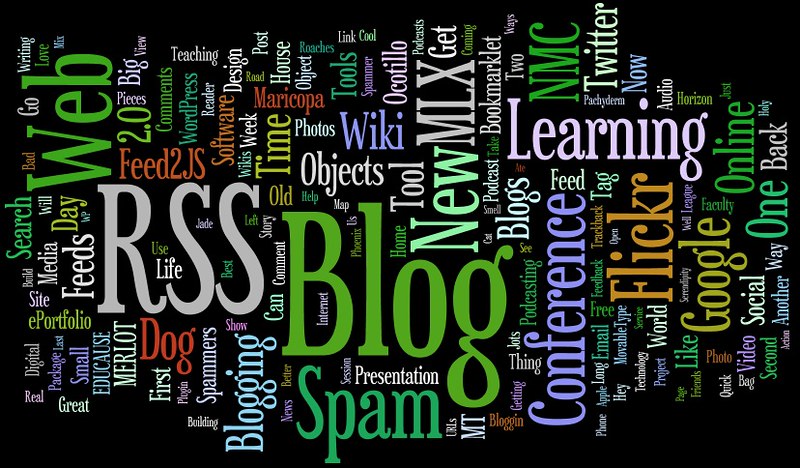 Writing
Love
Mix
Web
Big
View
Teaching
Post
House
Road
Roaches
Object
Link
Cool
Tools
Spammer
Podcasts
Ocotillo
MLX
Get
Coming
Ways
Two
Bookmarklet
NMC
Twitter
Now
Pachyderm
Audio
Horizon
Just
Holy
Go
Bad
Pieces
2.0
Comments
WordPress
Reader
Software
Design
Maricopa
Photos
Wiki
Week
Wikis
Time
Feed2JS
Objects
Tool
New
Take
Podcast
Ate
Learning
Online
Back
Search
Will
Day
WP
RSS
Jade
Left
Old
Help
Map
Story
Blog
Phoenix
Lis
Home
Smell
Cat
Blogs
Feed
Tag
Trackback
Open
Flickr
Well
League
Faculty
One
Build
Media
Feeds
Use
Life
Best
Can
Comment
Internet
See
Podcasting
Conference
Feedback
Free
Serendipity
Google
Social
Way
Another
Site
ePortfolio
Digital
Real
Package
Last
Small
EDUCAUSE
MERLOT
Dog
First
Plugin
Spammers
Show
Blogging
Better
News
Session
Presentation
Spam
Jots
Thing
Getting
Email
Long
Apple
Phone
MovableType
Hey
Service
Technology
World
Project
Like
Page
Friends
Photo
Quick
Video
Bag
Second
Action
Great
Building
URLs
MT
Bloggin